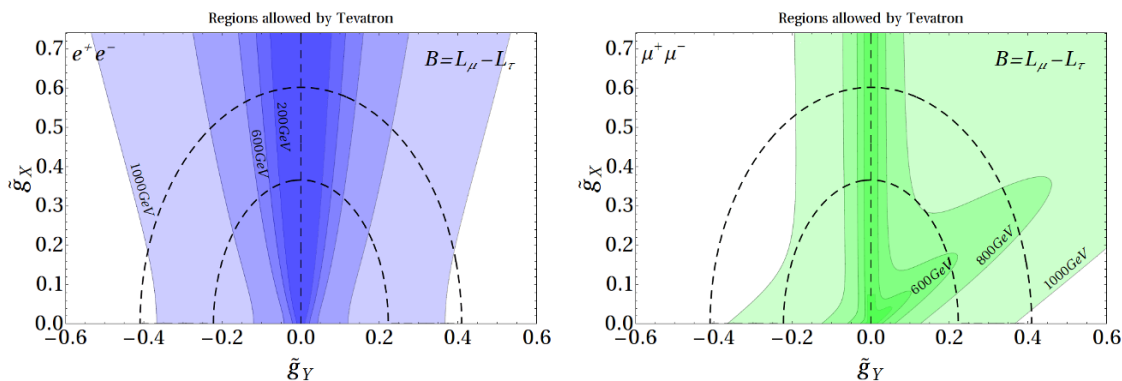 Regions allowed by Tevatron
e⁺e⁻
B=L_μ−L_τ
0.7
0.6
0.5
0.4
0.3
0.2
0.1
0.0
g̃_X
200GeV
600GeV
1000GeV
−0.6
−0.4
−0.2
0.0
0.2
0.4
0.6
g̃_Y
Regions allowed by Tevatron
μ⁺μ⁻
B=L_μ−L_τ
0.7
0.6
0.5
0.4
0.3
0.2
0.1
0.0
g̃_X
600GeV
800GeV
1000GeV
−0.6
−0.4
−0.2
0.0
0.2
0.4
0.6
g̃_Y